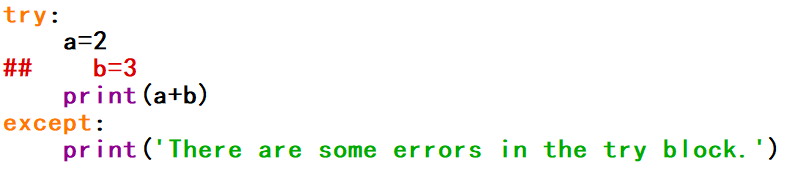 try:
    a=2
##    b=3
    print(a+b)
except:
    print('There are some errors in the try block.')